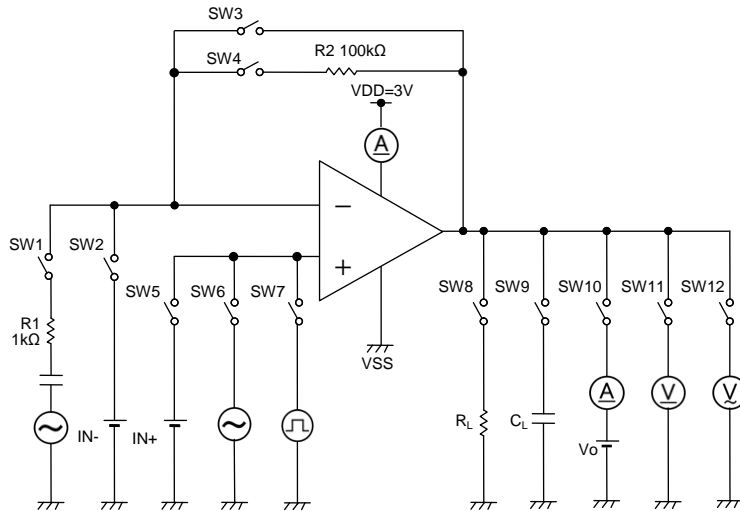 SW3
SW4
R2 100kΩ
VDD=3V
A
−
+
SW1
SW2
SW5
SW6
SW7
SW8
SW9
SW10
SW11
SW12
R1
1kΩ
VSS
A
V
V
~
IN-
IN+
RL
CL
Vo